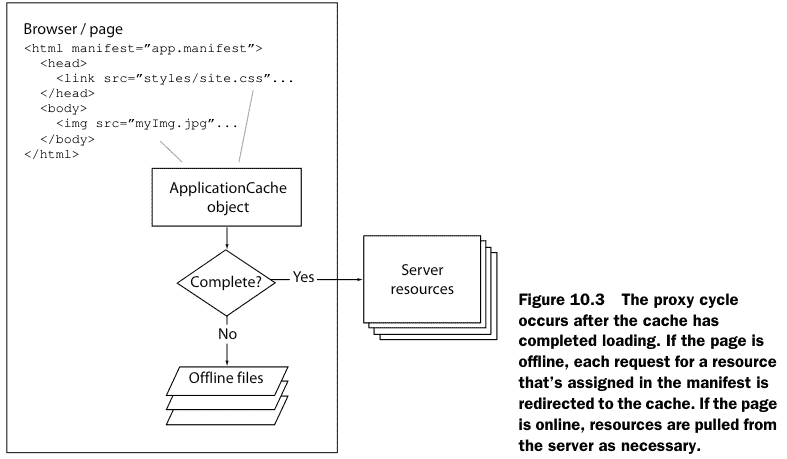 Browser / page
<html manifest=”app.manifest”>
<head>
<link src=”styles/site.css”...
</head>
<body>
<img src=”myImg.jpg”...
</body>
</html>
ApplicationCache
object
Complete?
Yes
Server
resources
No
Offline files
Figure 10.3 The proxy cycle
occurs after the cache has
completed loading. If the page is
offline, each request for a resource
that’s assigned in the manifest is
redirected to the cache. If the page
is online, resources are pulled from
the server as necessary.